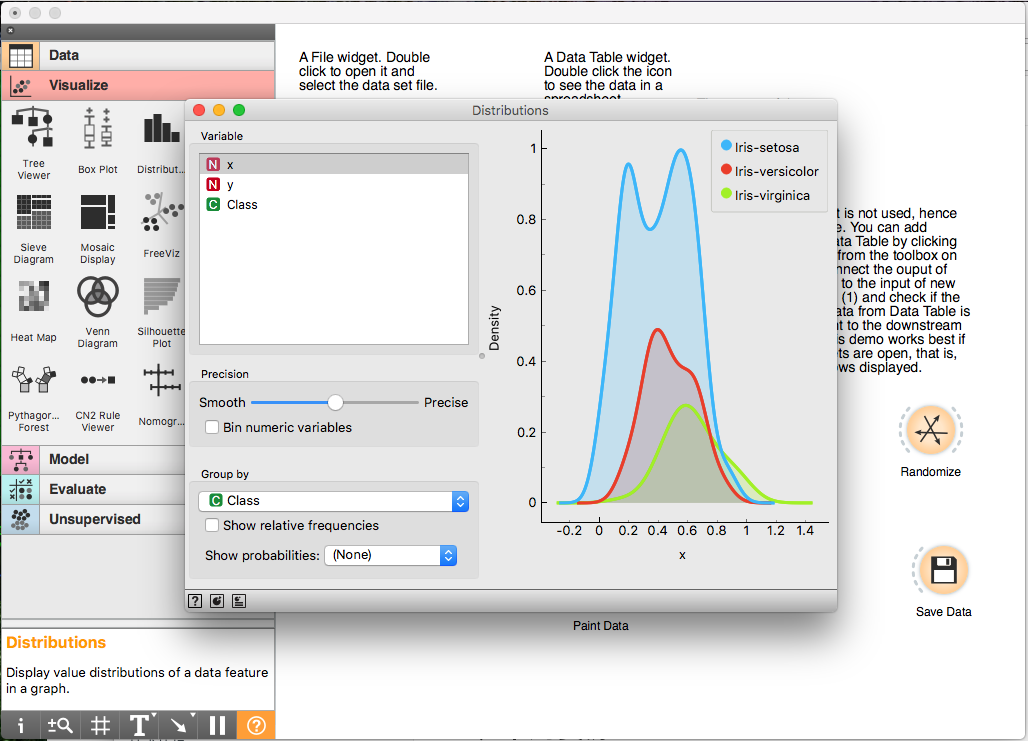 Data
Visualize
Tree
Viewer
Box Plot
Distribut...
Sieve
Diagram
Mosaic
Display
FreeViz
Heat Map
Venn
Diagram
Silhouette
Plot
Pythagor...
Forest
CN2 Rule
Viewer
Nomogr...
Model
Evaluate
Unsupervised
Distributions
Display value distributions of a data feature
in a graph.
A File widget. Double
click to open it and
select the data set file.
A Data Table widget.
Double click the icon
to see the data in a
spreadsheet.
Distributions
Variable
N x
N y
C Class
Precision
Smooth
Precise
Bin numeric variables
Group by
C Class
Show relative frequencies
Show probabilities: (None)
Density
1
0.8
0.6
0.4
0.2
0
-0.2 0 0.2 0.4 0.6 0.8 1 1.2 1.4
x
Iris-setosa
Iris-versicolor
Iris-virginica
t is not used, hence
e. You can add
ata Table by clicking
from the toolbox on
nnect the ouput of
to the input of new
(1) and check if the
ata from Data Table is
nt to the downstream
s demo works best if
ets are open, that is,
ows displayed.
Randomize
Save Data
Paint Data